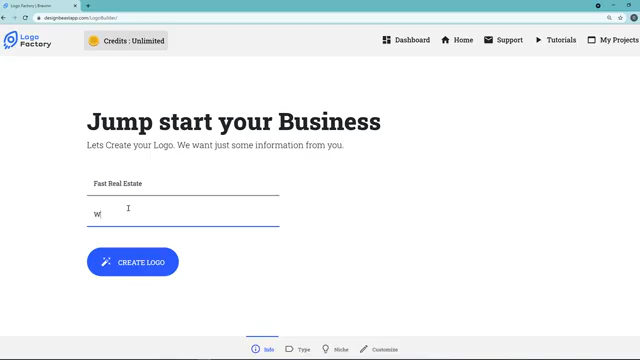 Logo Factory | Bravvio
designbeastapp.com/LogoBuilder/
Logo
Factory
Credits : Unlimited
Dashboard
Home
Support
Tutorials
My Projects
Jump start your Business
Lets Create your Logo. We want just some information from you.
Fast Real Estate
W
CREATE LOGO
Info
Type
Niche
Customize